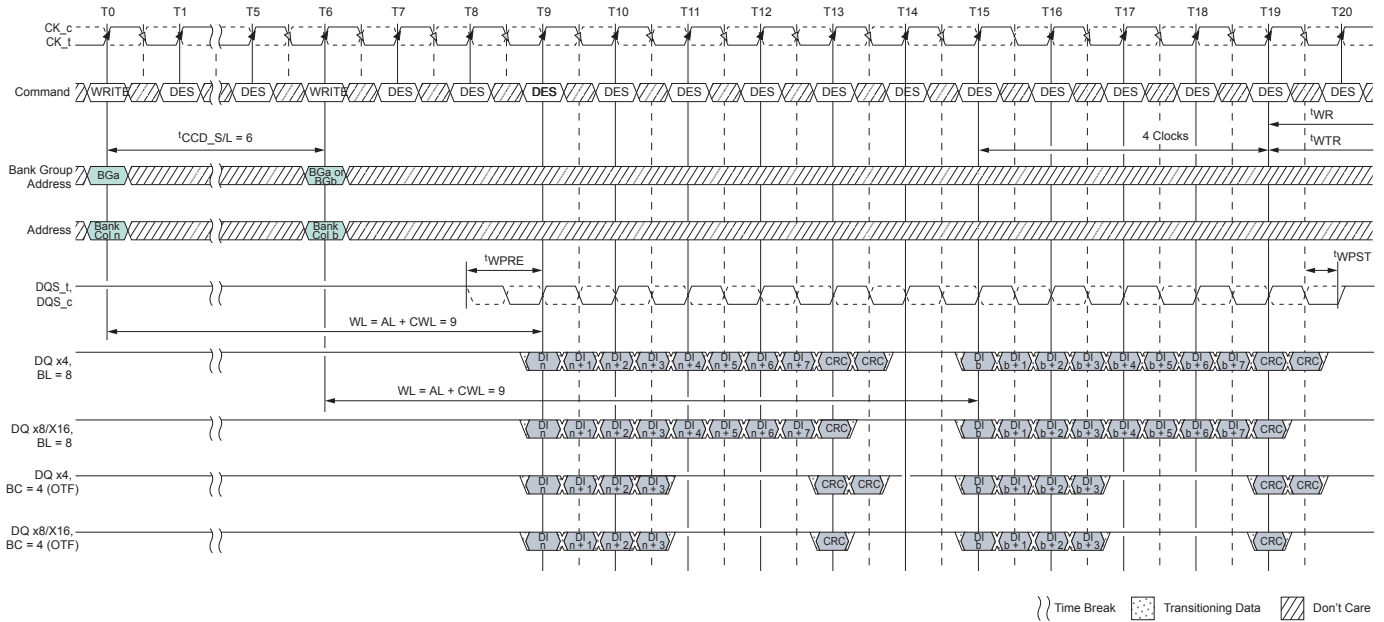 T0 T1 T5 T6 T7 T8 T9 T10 T11 T12 T13 T14 T15 T16 T17 T18 T19 T20
CK_c
CK_t
Command WRITE DES DES WRITE DES DES DES DES DES DES DES DES DES DES DES DES DES DES
tWR
tCCD_S/L = 6
4 Clocks
tWTR
Bank Group
Address
BGa
BGa or
BGb
Address
Bank
Col n
Bank
Col b
tWPRE
tWPST
DQS_t,
DQS_c
WL = AL + CWL = 9
DQ x4,
BL = 8
DI
n
DI
n + 1
DI
n + 2
DI
n + 3
DI
n + 4
DI
n + 5
DI
n + 6
DI
n + 7
CRC CRC
DI
b
DI
b + 1
DI
b + 2
DI
b + 3
DI
b + 4
DI
b + 5
DI
b + 6
DI
b + 7
CRC CRC
WL = AL + CWL = 9
DQ x8/X16,
BL = 8
DI
n
DI
n + 1
DI
n + 2
DI
n + 3
DI
n + 4
DI
n + 5
DI
n + 6
DI
n + 7
CRC
DI
b
DI
b + 1
DI
b + 2
DI
b + 3
DI
b + 4
DI
b + 5
DI
b + 6
DI
b + 7
CRC
DQ x4,
BC = 4 (OTF)
DI
n
DI
n + 1
DI
n + 2
DI
n + 3
CRC CRC
DI
b
DI
b + 1
DI
b + 2
DI
b + 3
CRC CRC
DQ x8/X16,
BC = 4 (OTF)
DI
n
DI
n + 1
DI
n + 2
DI
n + 3
CRC
DI
b
DI
b + 1
DI
b + 2
DI
b + 3
CRC
Time Break Transitioning Data Don't Care